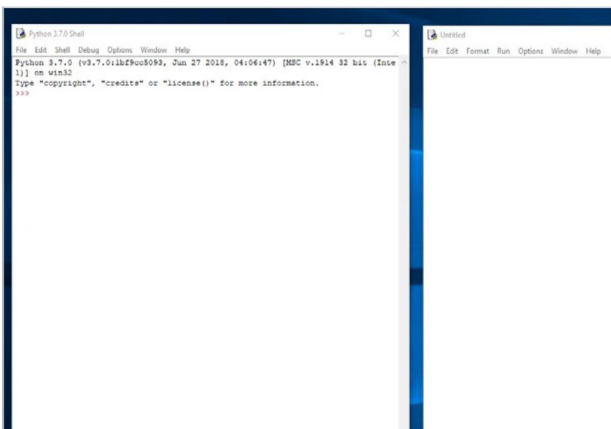 Python 3.7.0 Shell
File Edit Shell Debug Options Window Help
Python 3.7.0 (v3.7.0:1bf9cc5093, Jun 27 2018, 04:06:47) [MSC v.1914 32 bit (Inte
l)] on win32
Type "copyright", "credits" or "license()" for more information.
>>>
Untitled
File Edit Format Run Options Window Help